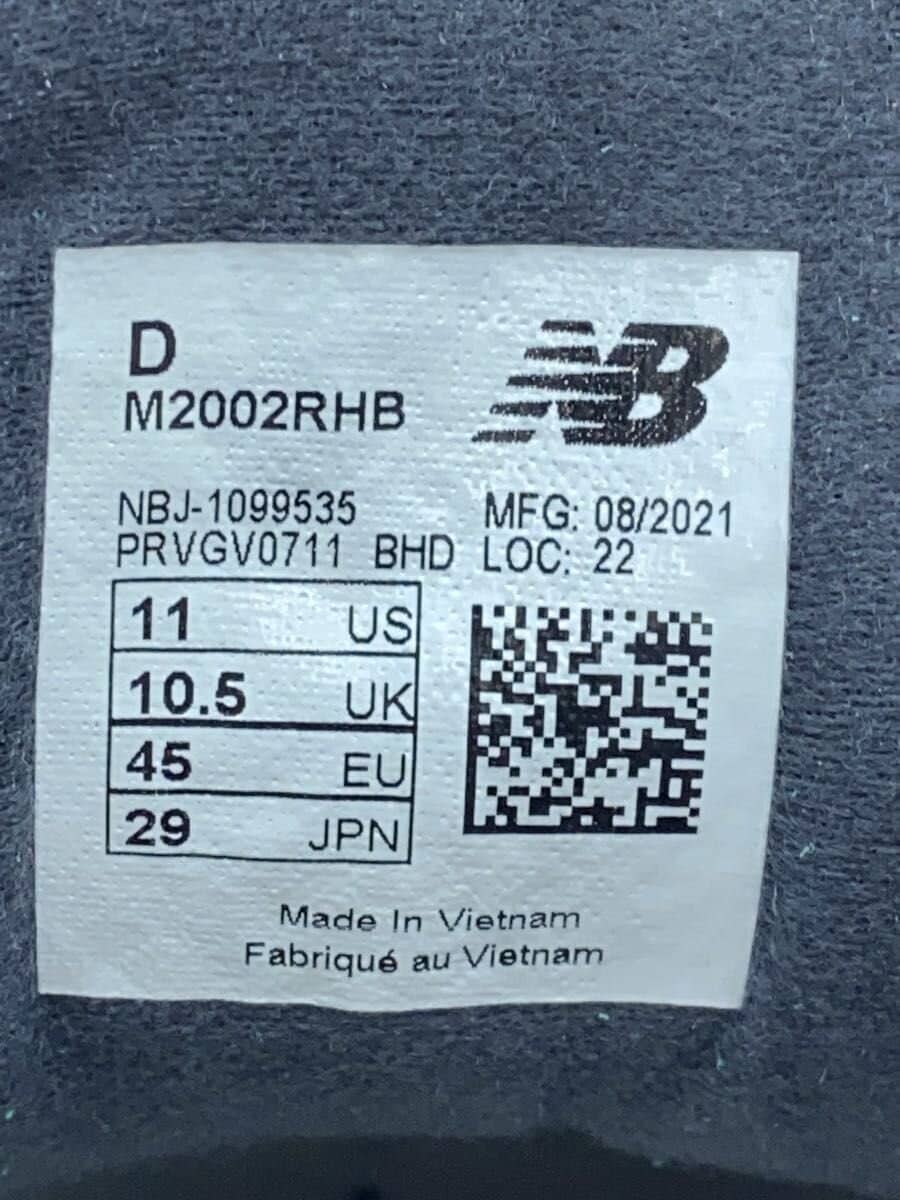 D
NB
M2002RHB
NBJ-1099535 MFG: 08/2021
PRVGV0711 BHD LOC: 22
11 US
10.5 UK
45 EU
29 JPN
Made In Vietnam
Fabriqué au Vietnam